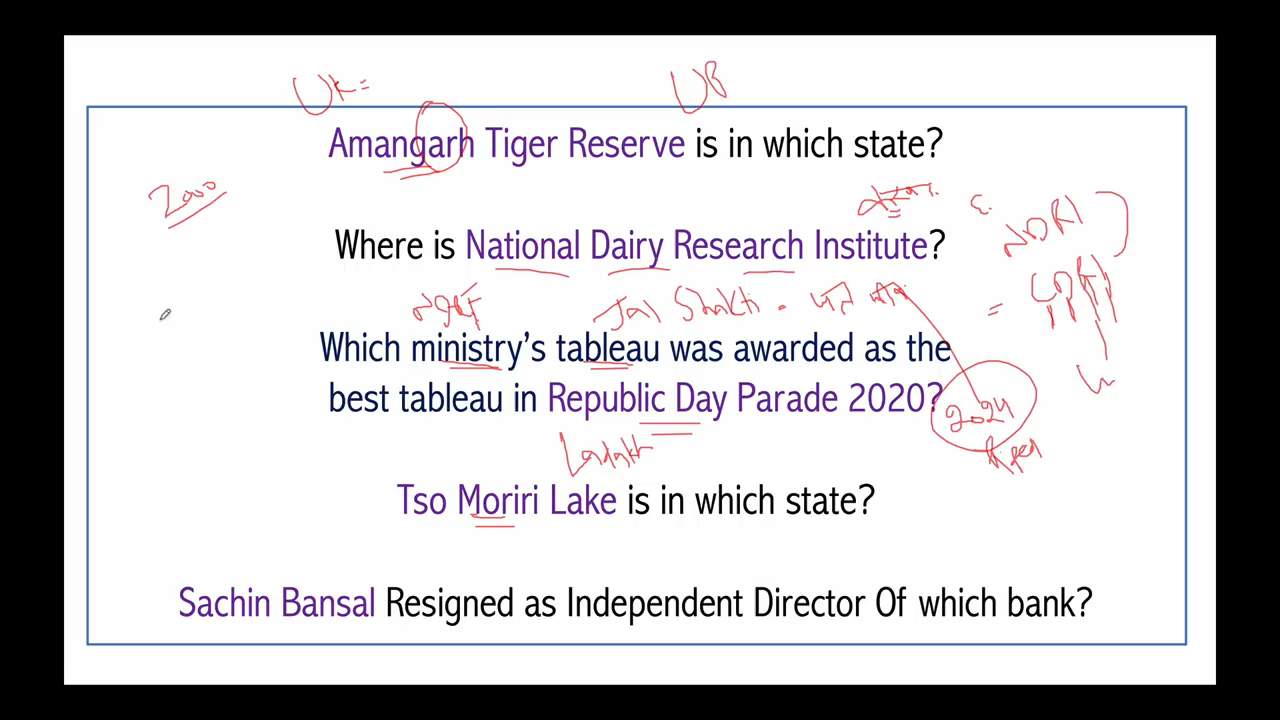 UK =
UP
Amangarh Tiger Reserve is in which state?
2000
NDRI
Where is National Dairy Research Institute?
Jal Shakti -
=
Which ministry's tableau was awarded as the
best tableau in Republic Day Parade 2020?
2024
Ladakh
Tso Moriri Lake is in which state?
Sachin Bansal Resigned as Independent Director Of which bank?